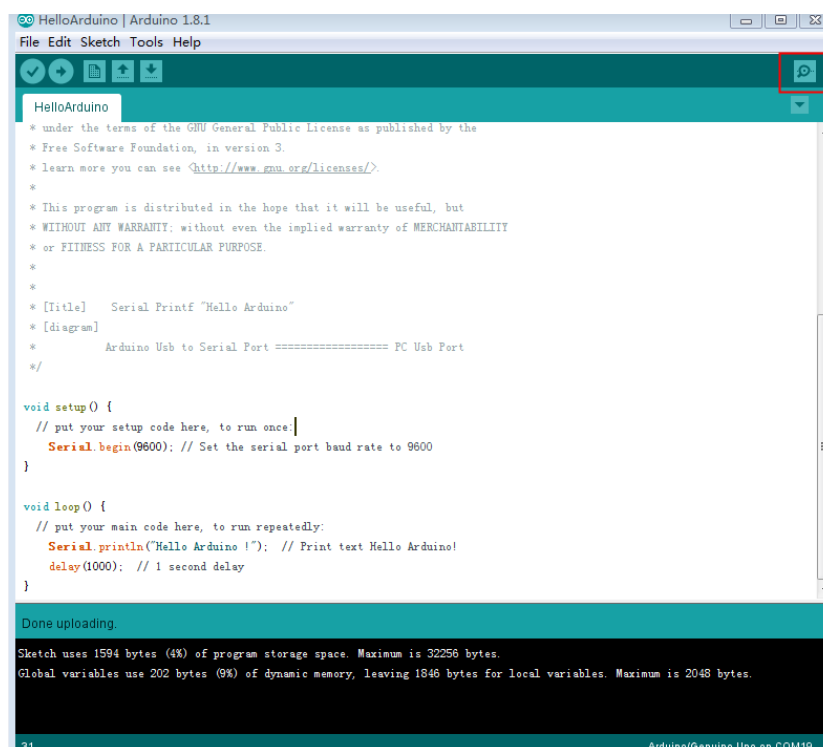 HelloArduino | Arduino 1.8.1
File Edit Sketch Tools Help
HelloArduino
* under the terms of the GNU General Public License as published by the
* Free Software Foundation, in version 3.
* learn more you can see <http://www.gnu.org/licenses/>.
*
* This program is distributed in the hope that it will be useful, but
* WITHOUT ANY WARRANTY; without even the implied warranty of MERCHANTABILITY
* or FITNESS FOR A PARTICULAR PURPOSE.
*
*
* [Title]    Serial Printf "Hello Arduino"
* [diagram]
*           Arduino Usb to Serial Port ================== PC Usb Port
*/
void setup() {
  // put your setup code here, to run once:
    Serial.begin(9600); // Set the serial port baud rate to 9600
}
void loop() {
  // put your main code here, to run repeatedly:
    Serial.println("Hello Arduino !");  // Print text Hello Arduino!
    delay(1000);  // 1 second delay
}
Done uploading.
Sketch uses 1594 bytes (4%) of program storage space. Maximum is 32256 bytes.
Global variables use 202 bytes (9%) of dynamic memory, leaving 1846 bytes for local variables. Maximum is 2048 bytes.
31 Arduino/Genuino Uno on COM19